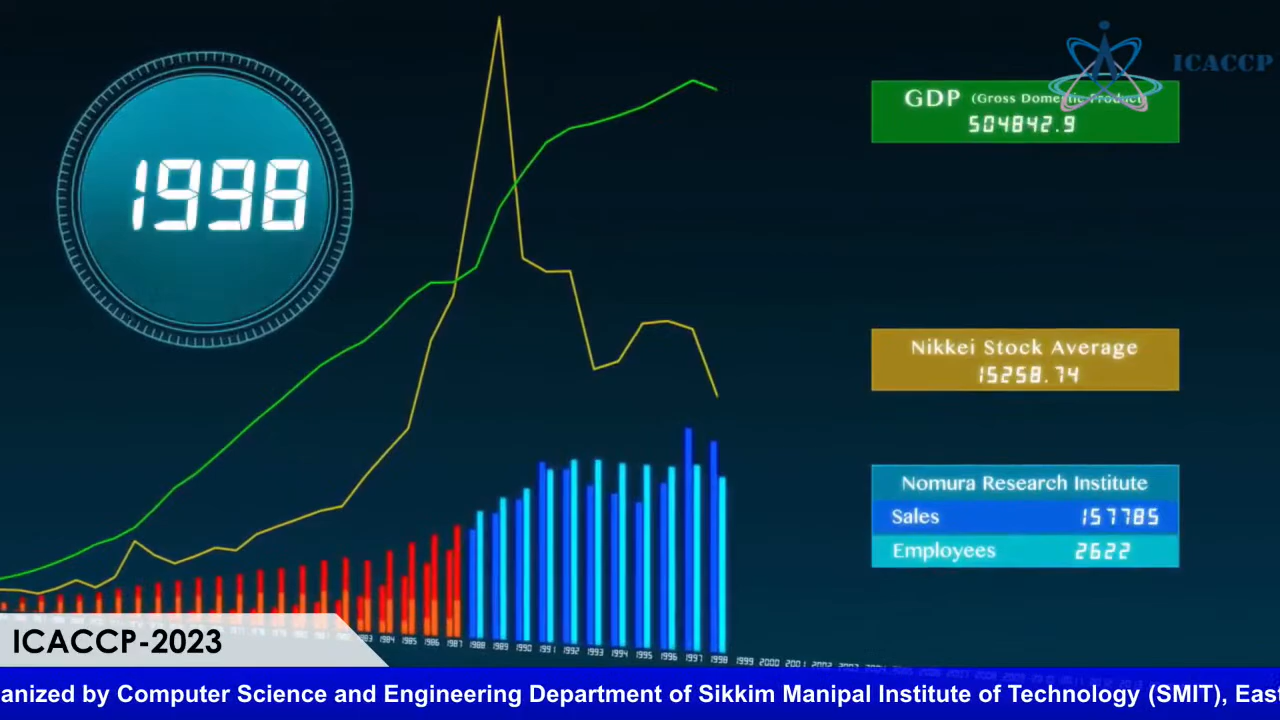 1998
ICACCP
GDP (Gross Domestic Product)
504842.9
Nikkei Stock Average
15258.74
Nomura Research Institute
Sales 157785
Employees 2622
1984 1985 1986 1987 1988 1989 1990 1991 1992 1993 1994 1995 1996 1997 1998 1999 2000 2001 2002 2003
ICACCP-2023
anized by Computer Science and Engineering Department of Sikkim Manipal Institute of Technology (SMIT), East